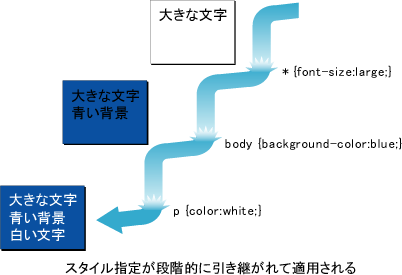 大きな文字
* {font-size:large;}
大きな文字
青い背景
body {background-color:blue;}
大きな文字
青い背景
白い文字
p {color:white;}
スタイル指定が段階的に引き継がれて適用される